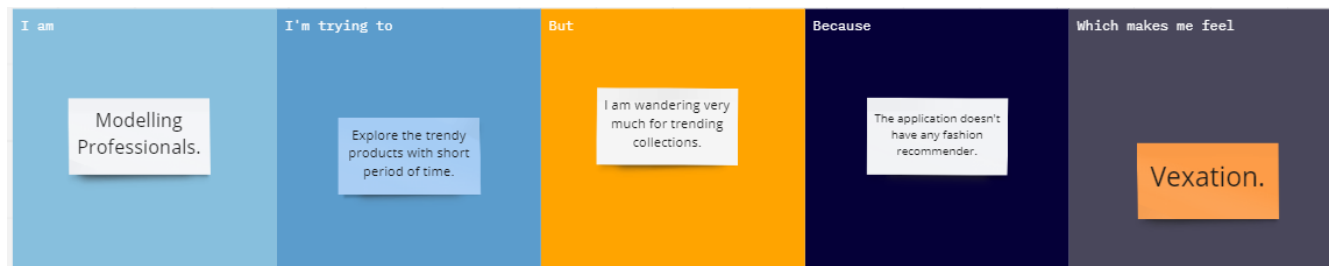 I am
Modelling
Professionals.
I'm trying to
Explore the trendy
products with short
period of time.
But
I am wandering very
much for trending
collections.
Because
The application doesn't
have any fashion
recommender.
Which makes me feel
Vexation.